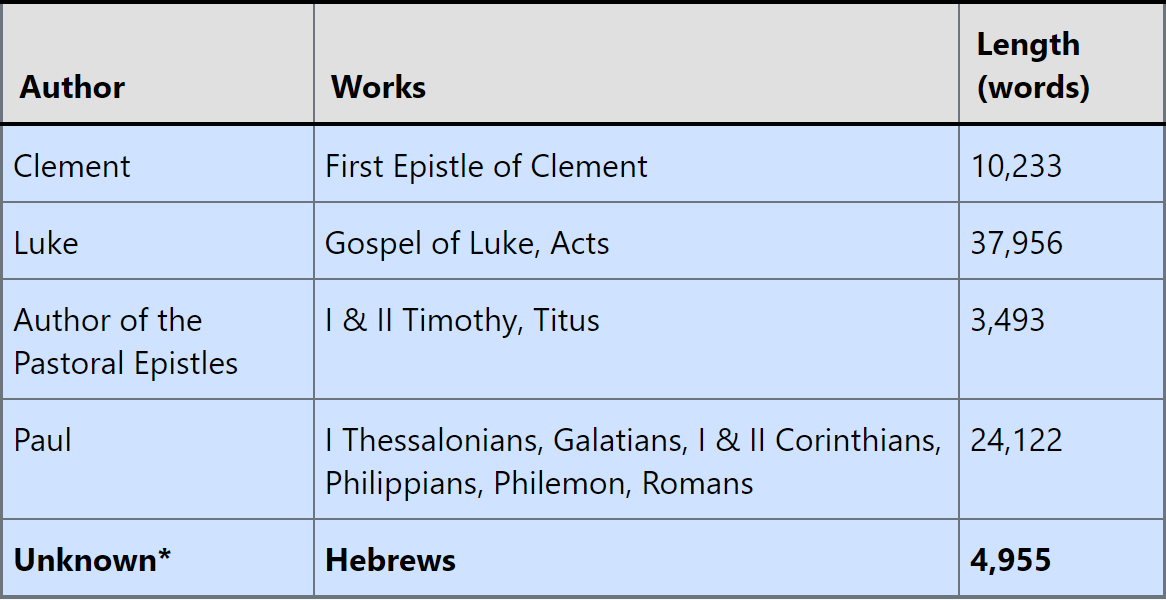 Author Works Length
(words)
Clement First Epistle of Clement 10,233
Luke Gospel of Luke, Acts 37,956
Author of the I & II Timothy, Titus 3,493
Pastoral Epistles
Paul I Thessalonians, Galatians, I & II Corinthians, 24,122
Philippians, Philemon, Romans
Unknown* Hebrews 4,955